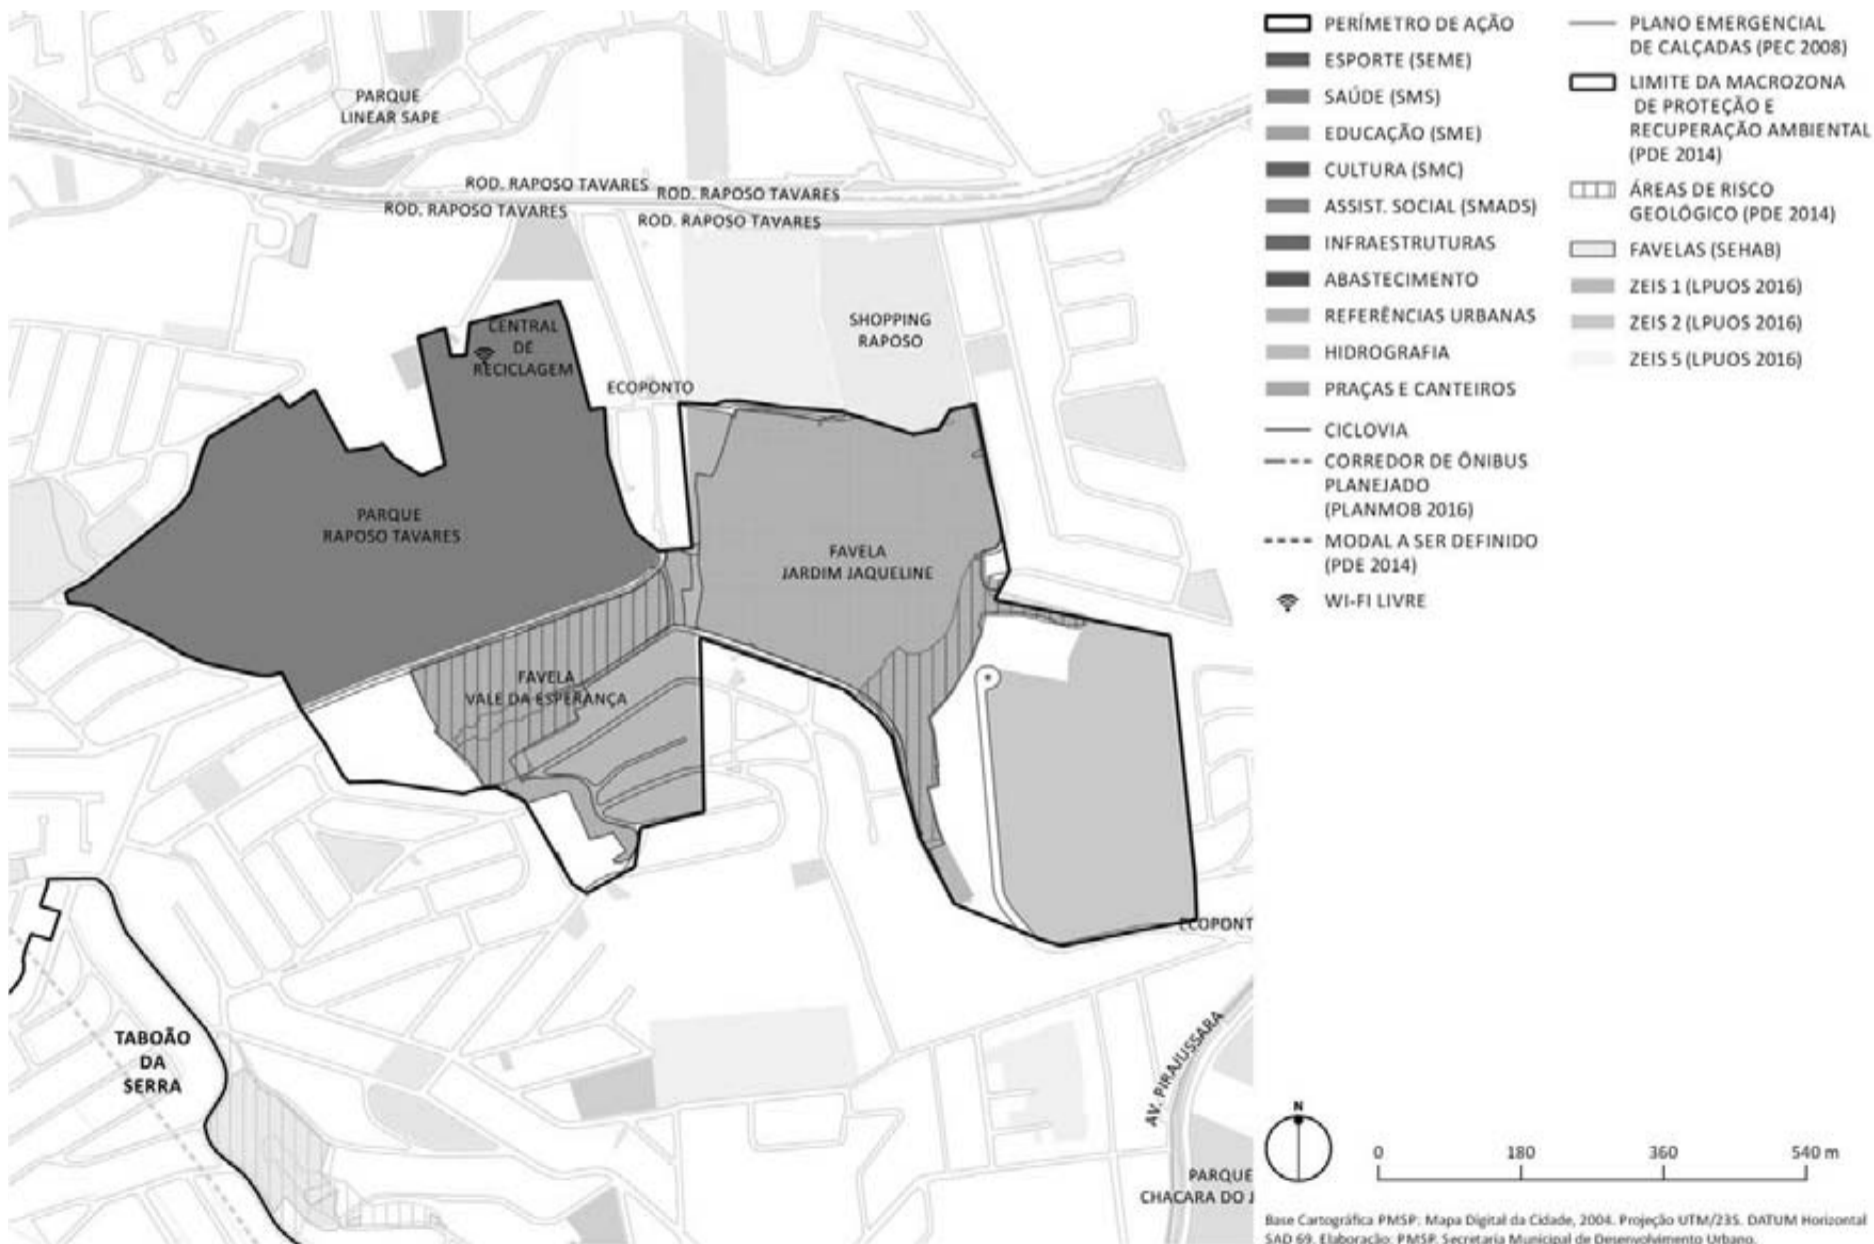 PARQUE
LINEAR SAPE
ROD. RAPOSO TAVARES
ROD. RAPOSO TAVARES
ROD. RAPOSO TAVARES
ROD. RAPOSO TAVARES
CENTRAL
DE
RECICLAGEM
SHOPPING
RAPOSO
ECOPONTO
PARQUE
RAPOSO TAVARES
FAVELA
JARDIM JAQUELINE
FAVELA
VALE DA ESPERANÇA
ECOPONT
TABOÃO
DA
SERRA
AV. PIRAJUSSARA
PARQUE
CHACARA DO J
PERÍMETRO DE AÇÃO
ESPORTE (SEME)
SAÚDE (SMS)
EDUCAÇÃO (SME)
CULTURA (SMC)
ASSIST. SOCIAL (SMADS)
INFRAESTRUTURAS
ABASTECIMENTO
REFERÊNCIAS URBANAS
HIDROGRAFIA
PRAÇAS E CANTEIROS
CICLOVIA
CORREDOR DE ÔNIBUS
PLANEJADO
(PLANMOB 2016)
MODAL A SER DEFINIDO
(PDE 2014)
WI-FI LIVRE
PLANO EMERGENCIAL
DE CALÇADAS (PEC 2008)
LIMITE DA MACROZONA
DE PROTEÇÃO E
RECUPERAÇÃO AMBIENTAL
(PDE 2014)
ÁREAS DE RISCO
GEOLÓGICO (PDE 2014)
FAVELAS (SEHAB)
ZEIS 1 (LPUOS 2016)
ZEIS 2 (LPUOS 2016)
ZEIS 5 (LPUOS 2016)
N
0 180 360 540 m
Base Cartográfica PMSP: Mapa Digital da Cidade, 2004. Projeção UTM/23S. DATUM Horizontal
SAD 69. Elaboração: PMSP. Secretaria Municipal de Desenvolvimento Urbano.